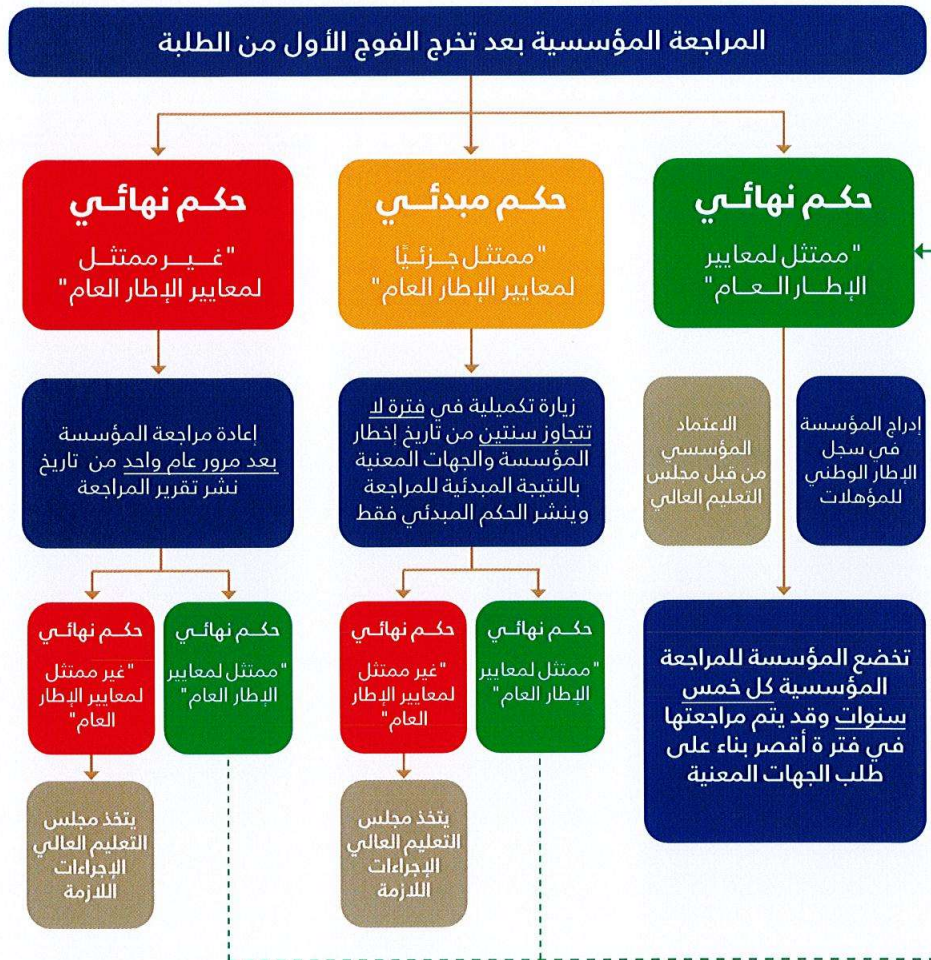 المراجعة المؤسسية بعد تخرج الفوج الأول من الطلبة
حكم نهائي
"ممتثل لمعايير
الإطار العام"
حكم مبدئي
"ممتثل جزئيًا
لمعايير الإطار العام"
حكم نهائي
"غير ممتثل
لمعايير الإطار العام"
إدراج المؤسسة
في سجل
الإطار الوطني
للمؤهلات
الاعتماد
المؤسسي
من قبل مجلس
التعليم العالي
زيارة تكميلية في فترة لا
تتجاوز سنتين من تاريخ إخطار
المؤسسة والجهات المعنية
بالنتيجة المبدئية للمراجعة
وينشر الحكم المبدئي فقط
إعادة مراجعة المؤسسة
بعد مرور عام واحد من تاريخ
نشر تقرير المراجعة
تخضع المؤسسة للمراجعة
المؤسسية كل خمس
سنوات وقد يتم مراجعتها
في فترة أقصر بناء على
طلب الجهات المعنية
حكم نهائي
"ممتثل لمعايير
الإطار العام"
حكم نهائي
"غير ممتثل
لمعايير الإطار
العام"
حكم نهائي
"ممتثل لمعايير
الإطار العام"
حكم نهائي
"غير ممتثل
لمعايير الإطار
العام"
يتخذ مجلس
التعليم العالي
الإجراءات
اللازمة
يتخذ مجلس
التعليم العالي
الإجراءات
اللازمة